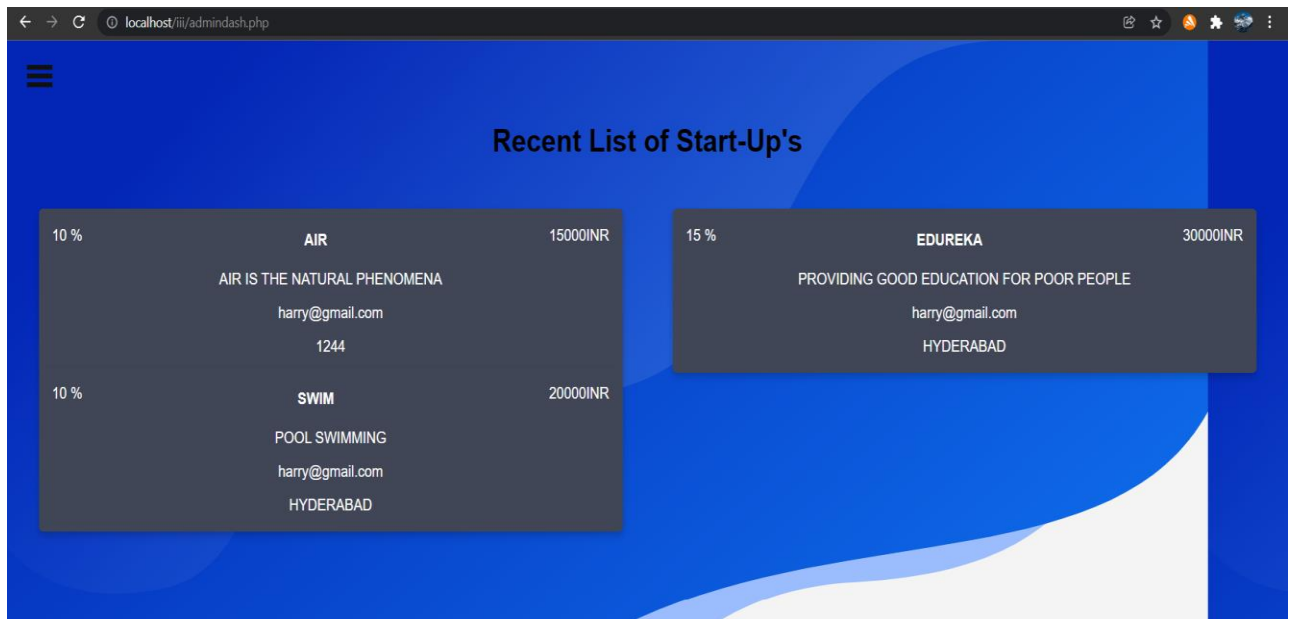 localhost/iii/admindash.php
Recent List of Start-Up's
10 %
AIR
15000INR
AIR IS THE NATURAL PHENOMENA
harry@gmail.com
1244
15 %
EDUREKA
30000INR
PROVIDING GOOD EDUCATION FOR POOR PEOPLE
harry@gmail.com
HYDERABAD
10 %
SWIM
20000INR
POOL SWIMMING
harry@gmail.com
HYDERABAD